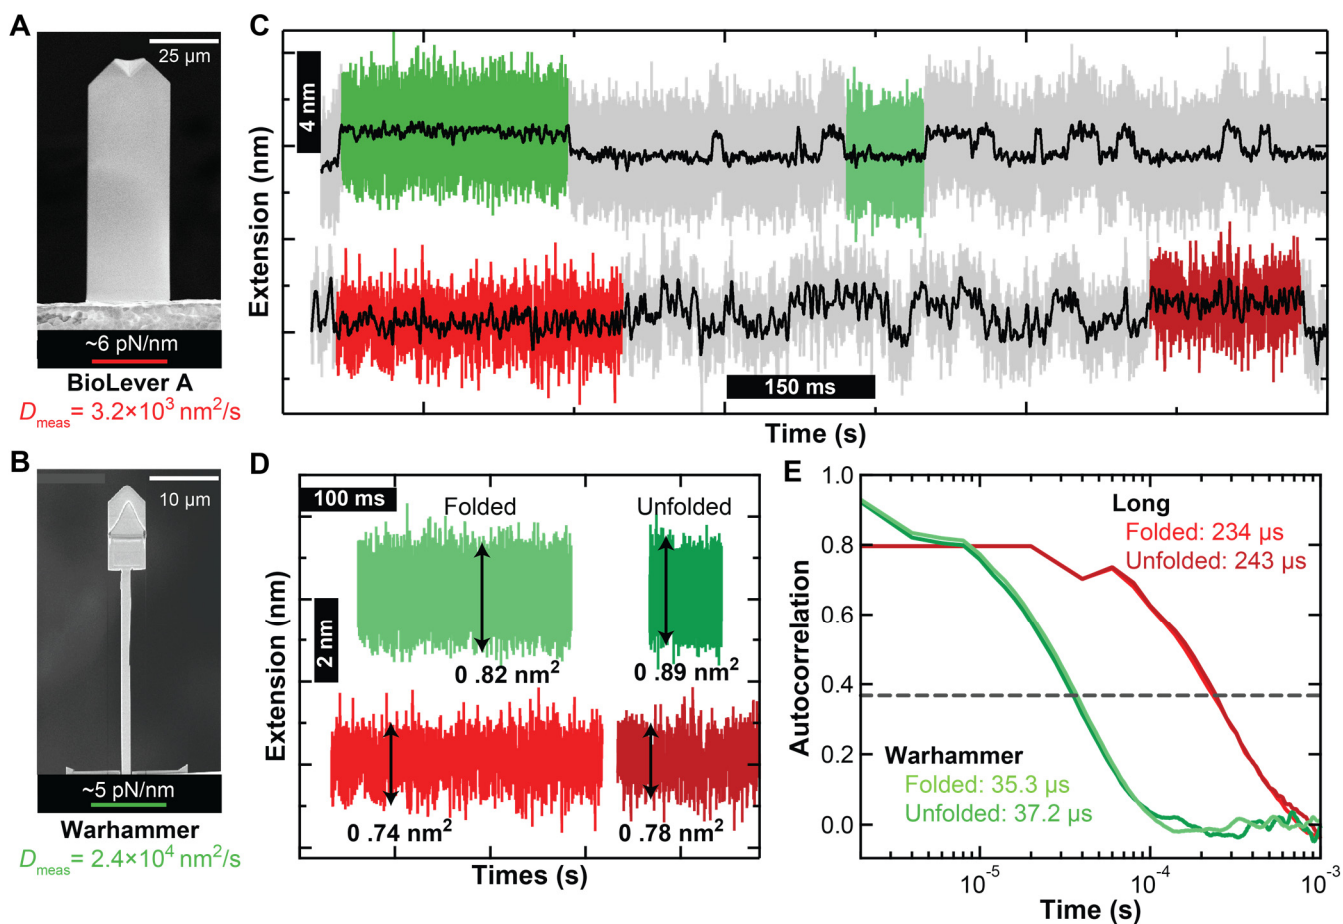 A
25 µm
~6 pN/nm
BioLever A
Dmeas= 3.2×10³ nm²/s
B
10 µm
~5 pN/nm
Warhammer
Dmeas= 2.4×10⁴ nm²/s
C
Extension (nm)
4 nm
150 ms
Time (s)
D
100 ms
Folded
Unfolded
Extension (nm)
2 nm
0 .82 nm²
0 .89 nm²
0 .74 nm²
0 .78 nm²
Times (s)
E
Autocorrelation
1.0
0.8
0.6
0.4
0.2
0.0
Long
Folded: 234 µs
Unfolded: 243 µs
Warhammer
Folded: 35.3 µs
Unfolded: 37.2 µs
10⁻⁵
10⁻⁴
10⁻³
Time (s)